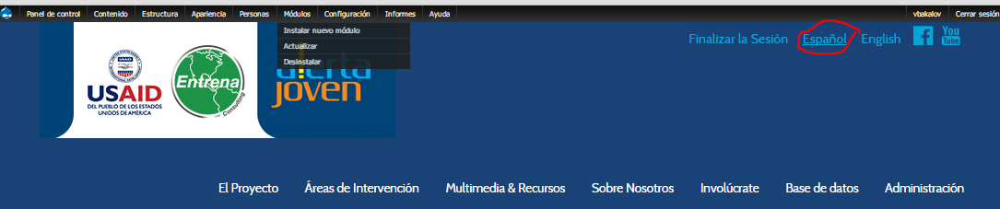 Panel de control Contenido Estructura Apariencia Personas Módulos Configuración Informes Ayuda vbakalov Cerrar sesión
Instalar nuevo módulo
Actualizar
Desinstalar
Finalizar la Sesión Español English f You Tube
USAID
DEL PUEBLO DE LOS ESTADOS
UNIDOS DE AMÉRICA
Entrena
Consulting
alerta
joven
El Proyecto Áreas de Intervención Multimedia & Recursos Sobre Nosotros Involúcrate Base de datos Administración